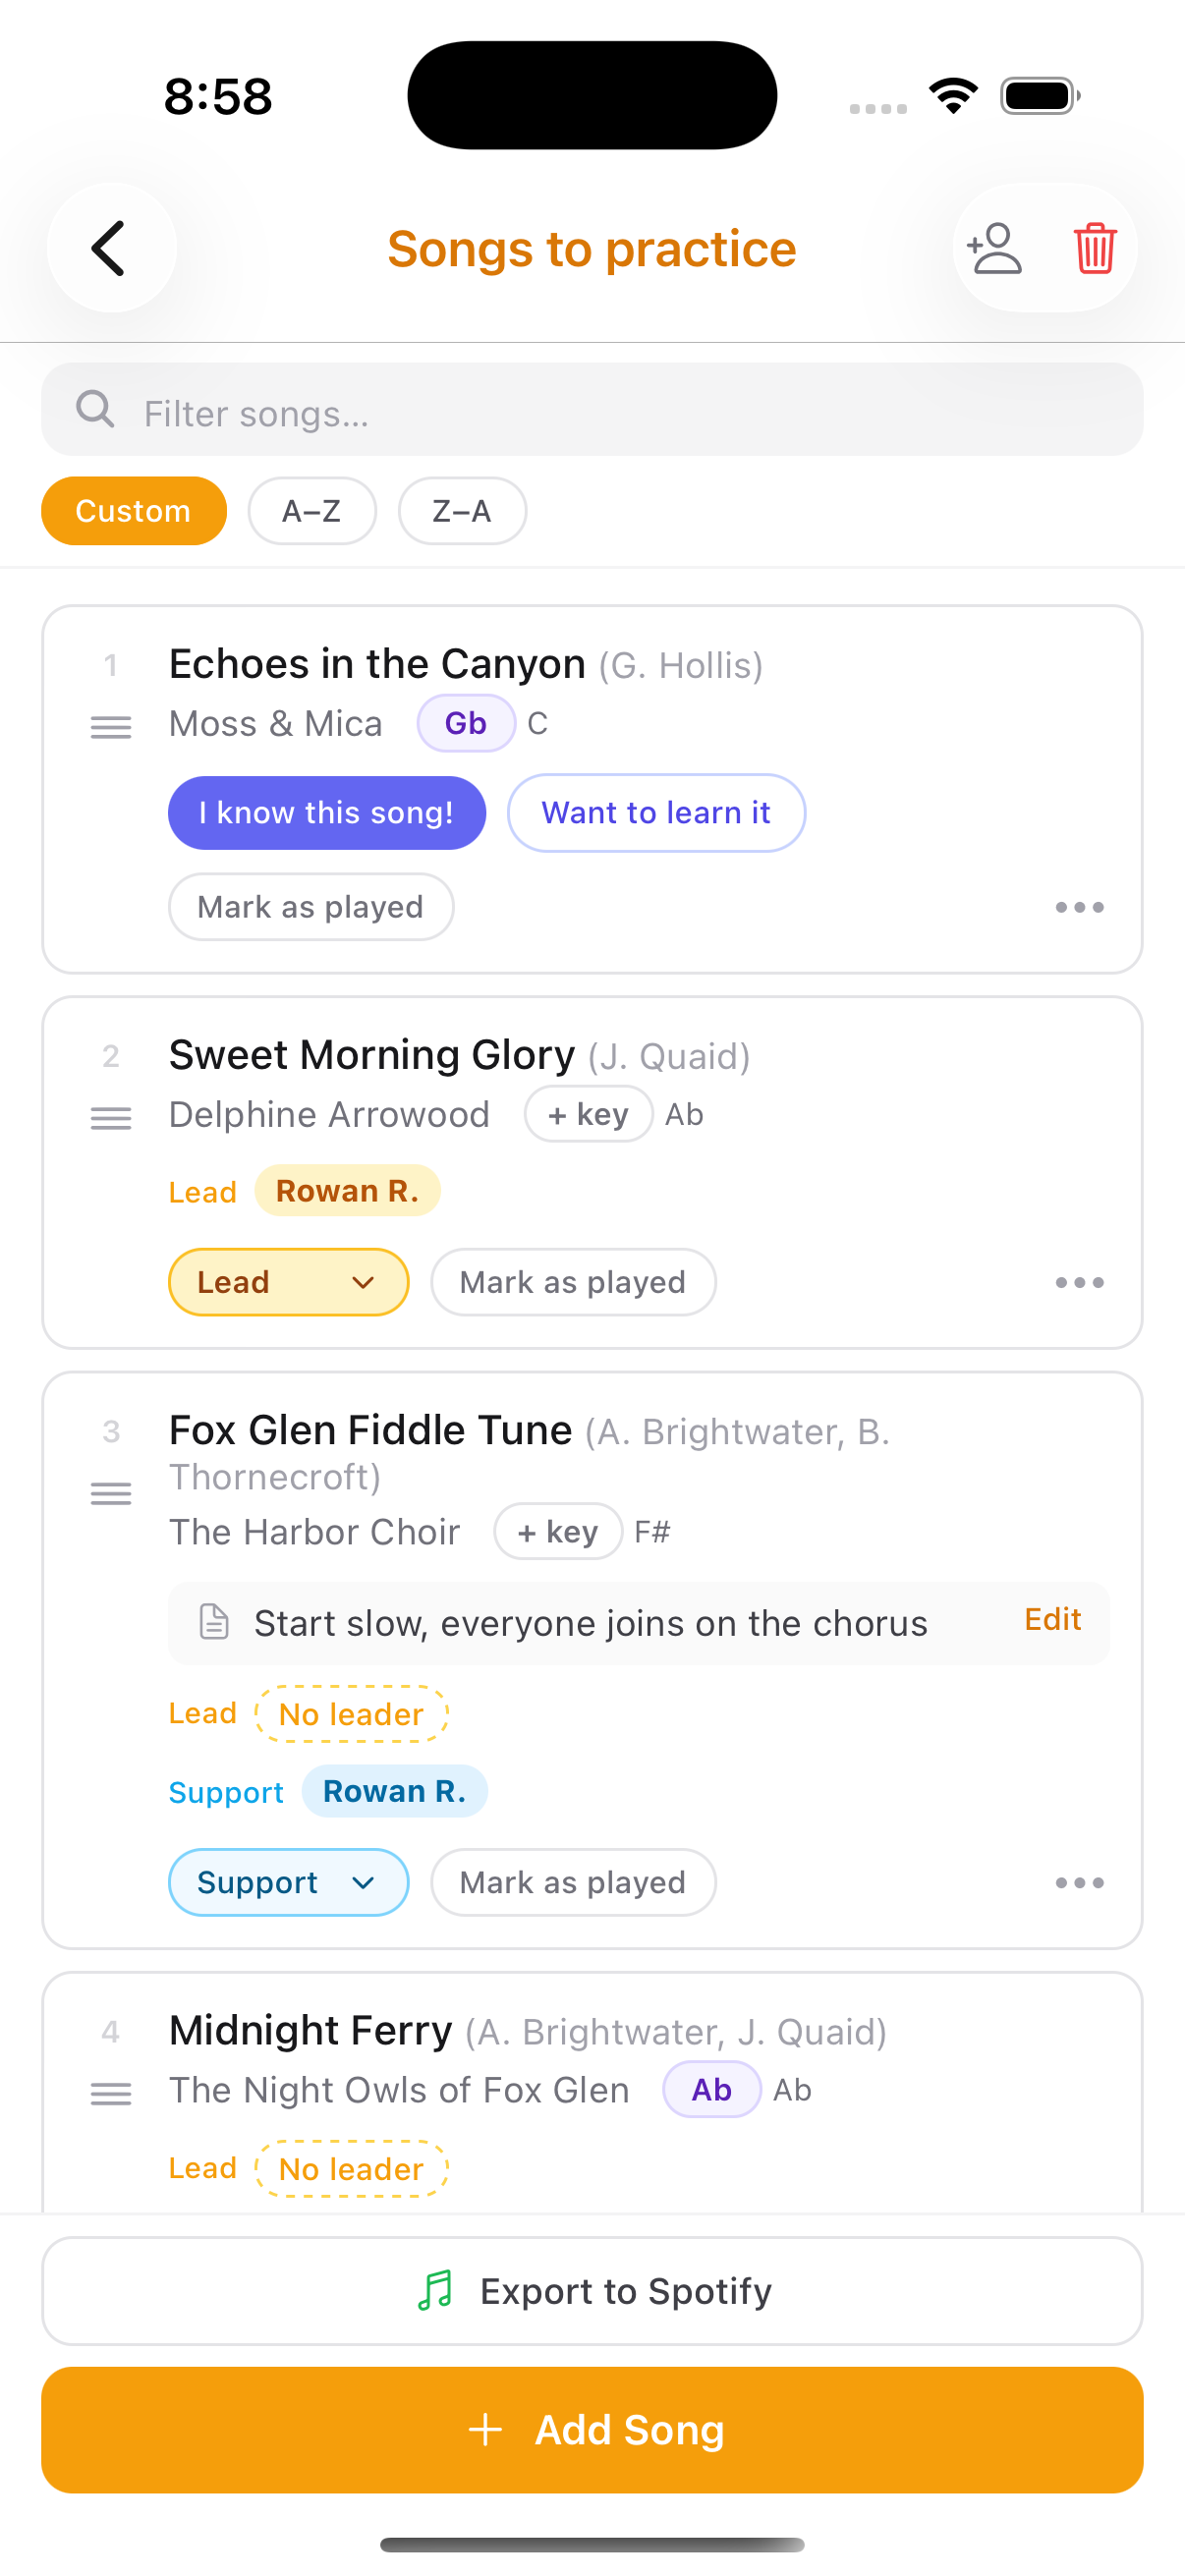 8:58
Songs to practice
Filter songs...
Custom A–Z Z–A
1 Echoes in the Canyon (G. Hollis)
Moss & Mica Gb C
I know this song! Want to learn it
Mark as played
2 Sweet Morning Glory (J. Quaid)
Delphine Arrowood + key Ab
Lead Rowan R.
Lead Mark as played
3 Fox Glen Fiddle Tune (A. Brightwater, B.
Thornecroft)
The Harbor Choir + key F#
Start slow, everyone joins on the chorus Edit
Lead No leader
Support Rowan R.
Support Mark as played
4 Midnight Ferry (A. Brightwater, J. Quaid)
The Night Owls of Fox Glen Ab Ab
Lead No leader
Export to Spotify
+ Add Song